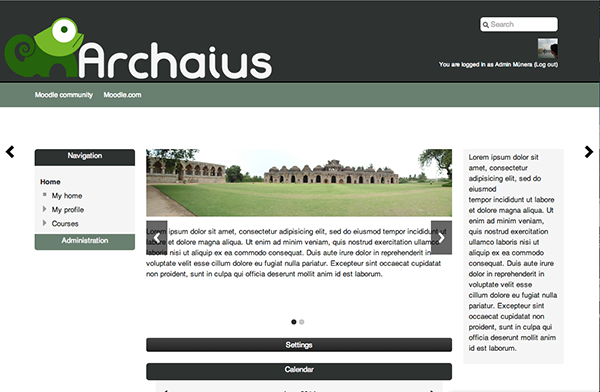 Search
Archaius
You are logged in as Admin Múnera (Log out)
Moodle community Moodle.com
Navigation
Home
My home
My profile
Courses
Administration
Lorem ipsum dolor sit amet, consectetur adipisicing elit, sed do eiusmod tempor incididunt ut
labore et dolore magna aliqua. Ut enim ad minim veniam, quis nostrud exercitation ullamco
laboris nisi ut aliquip ex ea commodo consequat. Duis aute irure dolor in reprehenderit in
voluptate velit esse cillum dolore eu fugiat nulla pariatur. Excepteur sint occaecat cupidatat
non proident, sunt in culpa qui officia deserunt mollit anim id est laborum.
Settings
Calendar
Lorem ipsum dolor sit
amet, consectetur
adipisicing elit, sed do
eiusmod
tempor incididunt ut labore
et dolore magna aliqua. Ut
enim ad minim veniam,
quis nostrud exercitation
ullamco laboris nisi ut
aliquip ex ea commodo
consequat. Duis aute irure
dolor in reprehenderit in
voluptate velit esse cillum
dolore eu fugiat nulla
pariatur. Excepteur sint
occaecat cupidatat non
proident, sunt in culpa qui
officia deserunt mollit anim
id est laborum.